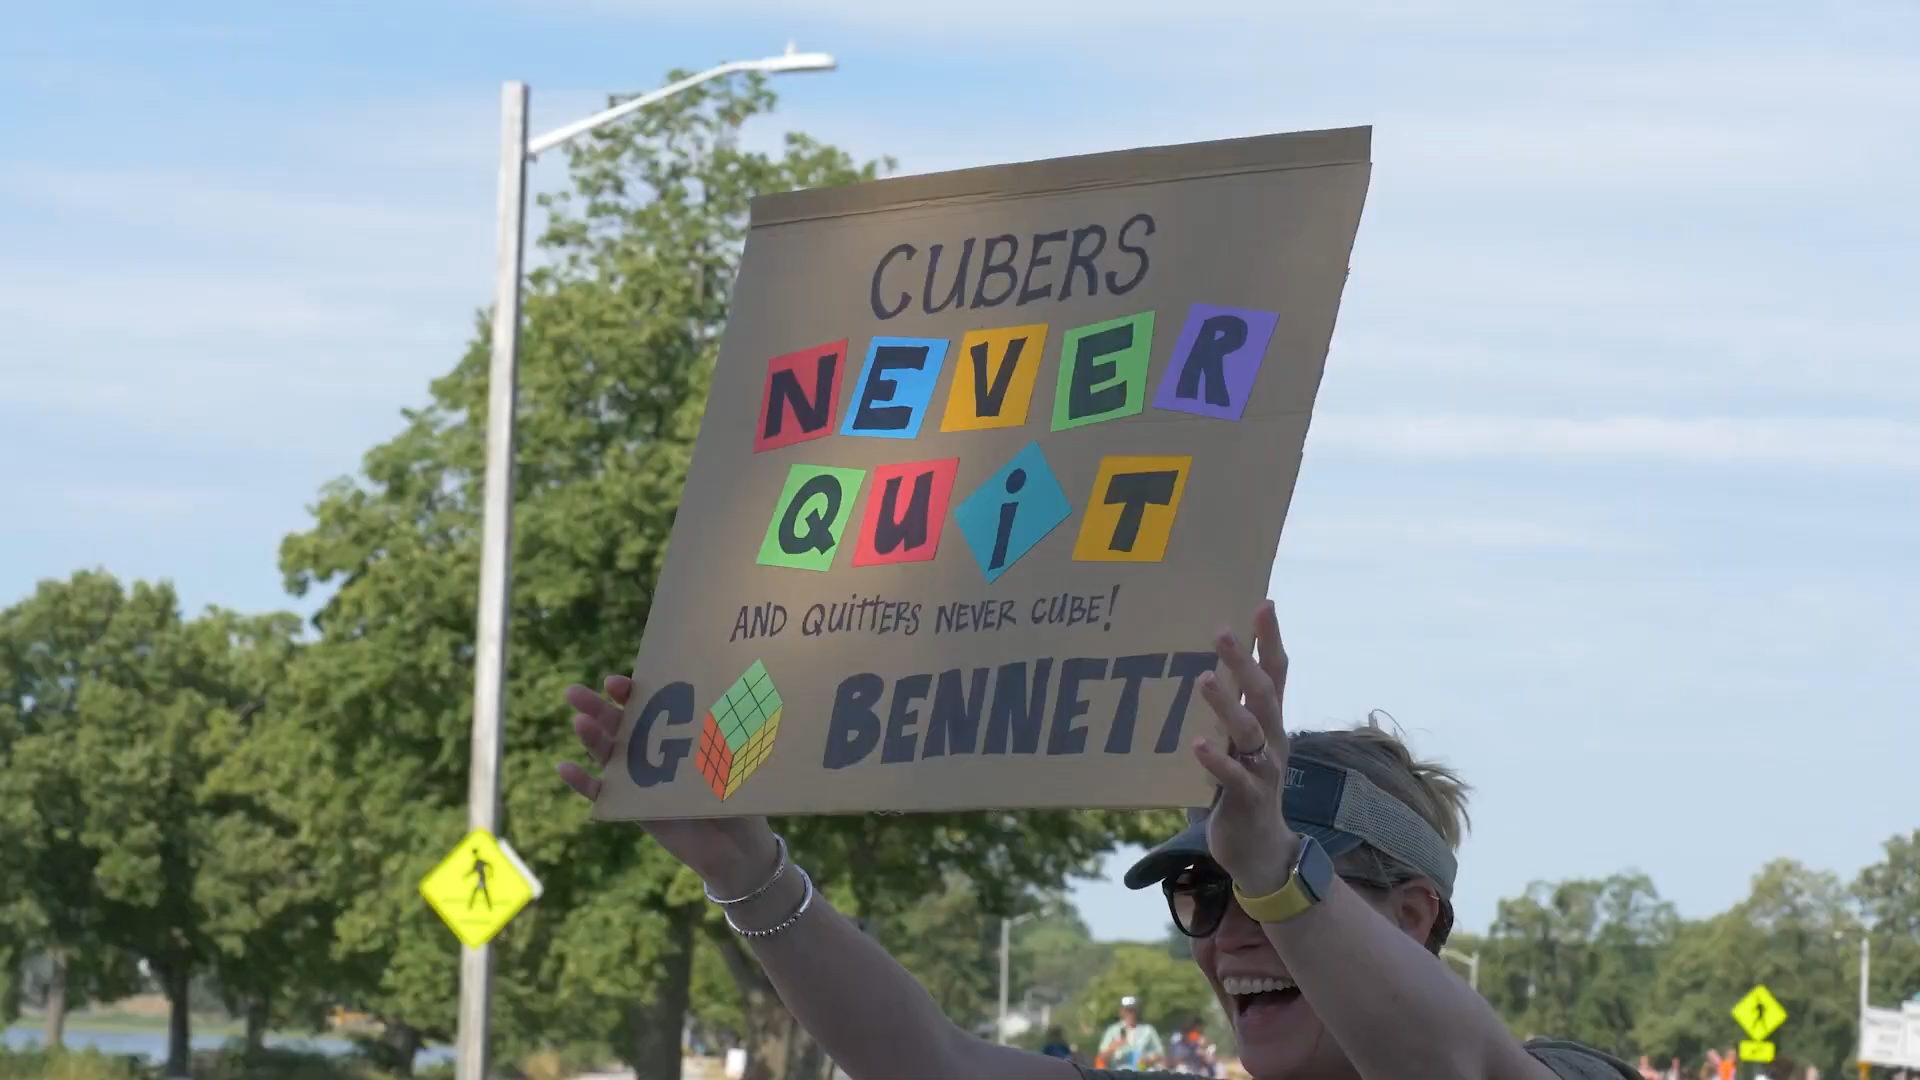 CUBERS
NEVER
QUiT
AND QUiTTERS NEVER CUBE!
GO BENNETT